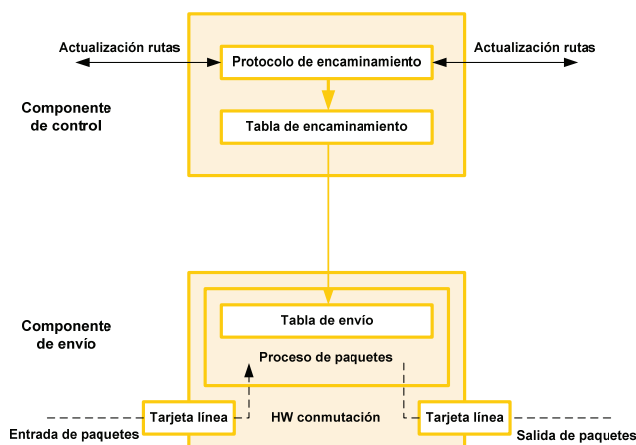 Actualización rutas
Actualización rutas
Protocolo de encaminamiento
Componente
de control
Tabla de encaminamiento
Componente
de envío
Tabla de envío
Proceso de paquetes
Tarjeta línea
HW conmutación
Tarjeta línea
Entrada de paquetes
Salida de paquetes